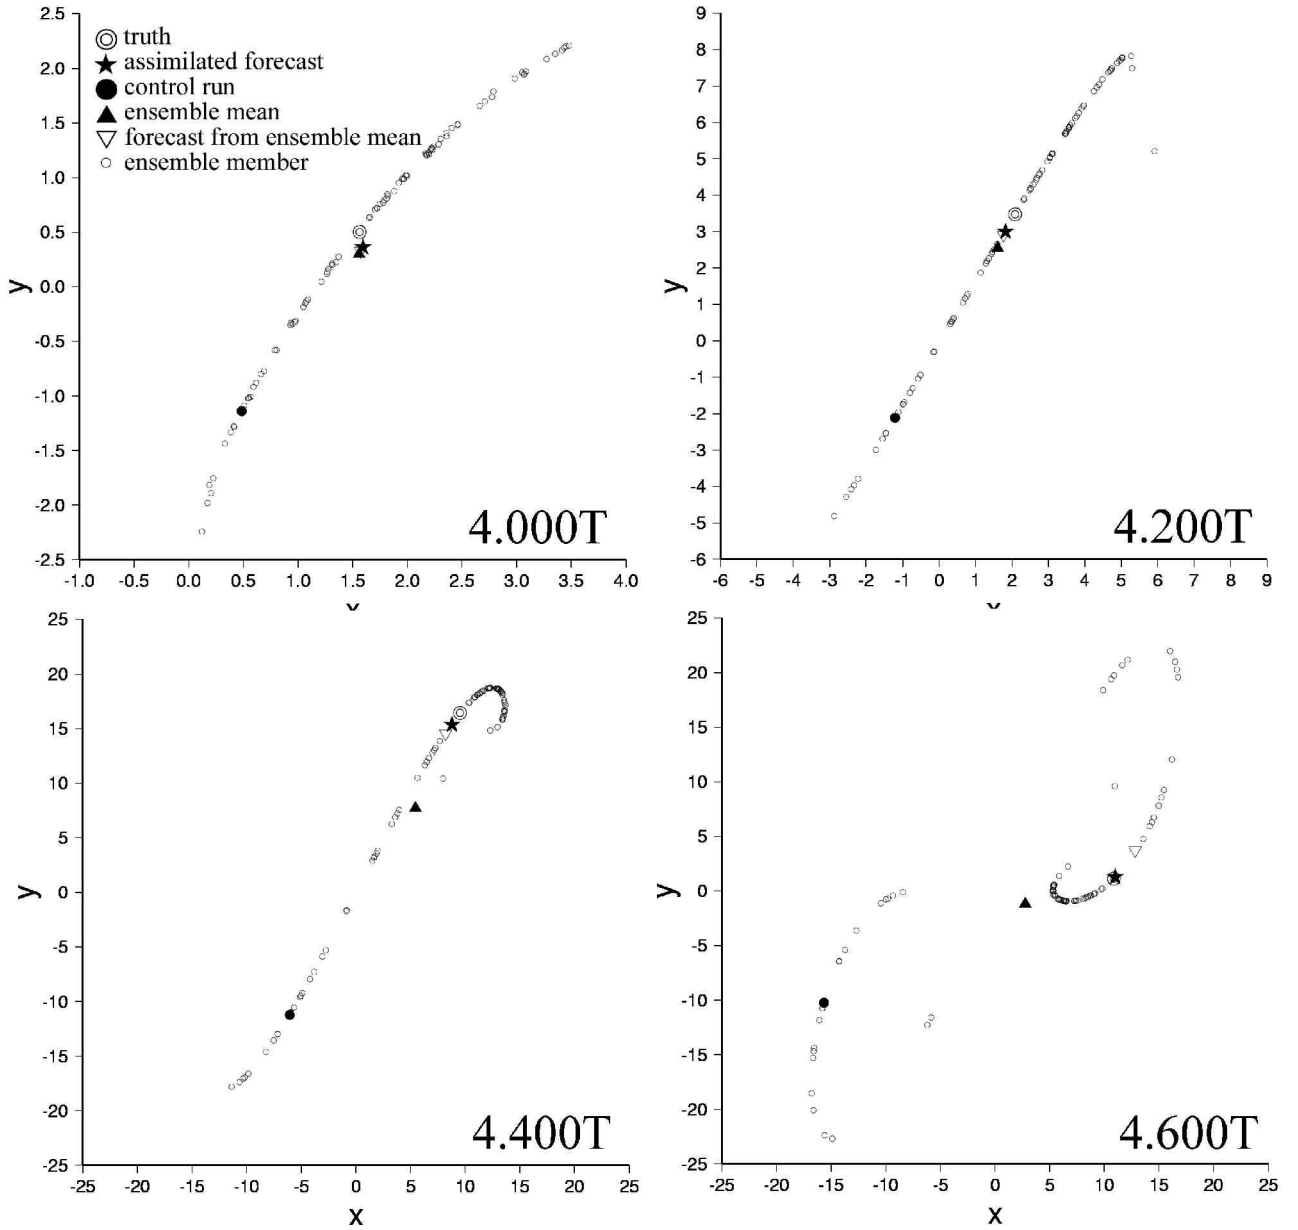 2.5
truth
assimilated forecast
2.0
control run
ensemble mean
1.5
forecast from ensemble mean
ensemble member
1.0
0.5
y
0.0
-0.5
-1.0
-1.5
-2.0
4.000T
-2.5
-1.0 -0.5 0.0 0.5 1.0 1.5 2.0 2.5 3.0 3.5 4.0
9
8
7
6
5
4
3
2
y
1
0
-1
-2
-3
-4
-5
4.200T
-6
-6 -5 -4 -3 -2 -1 0 1 2 3 4 5 6 7 8 9
25
20
15
10
5
y
0
-5
-10
-15
-20
4.400T
-25
-25 -20 -15 -10 -5 0 5 10 15 20 25
x
25
20
15
10
5
y
0
-5
-10
-15
-20
4.600T
-25
-25 -20 -15 -10 -5 0 5 10 15 20 25
x